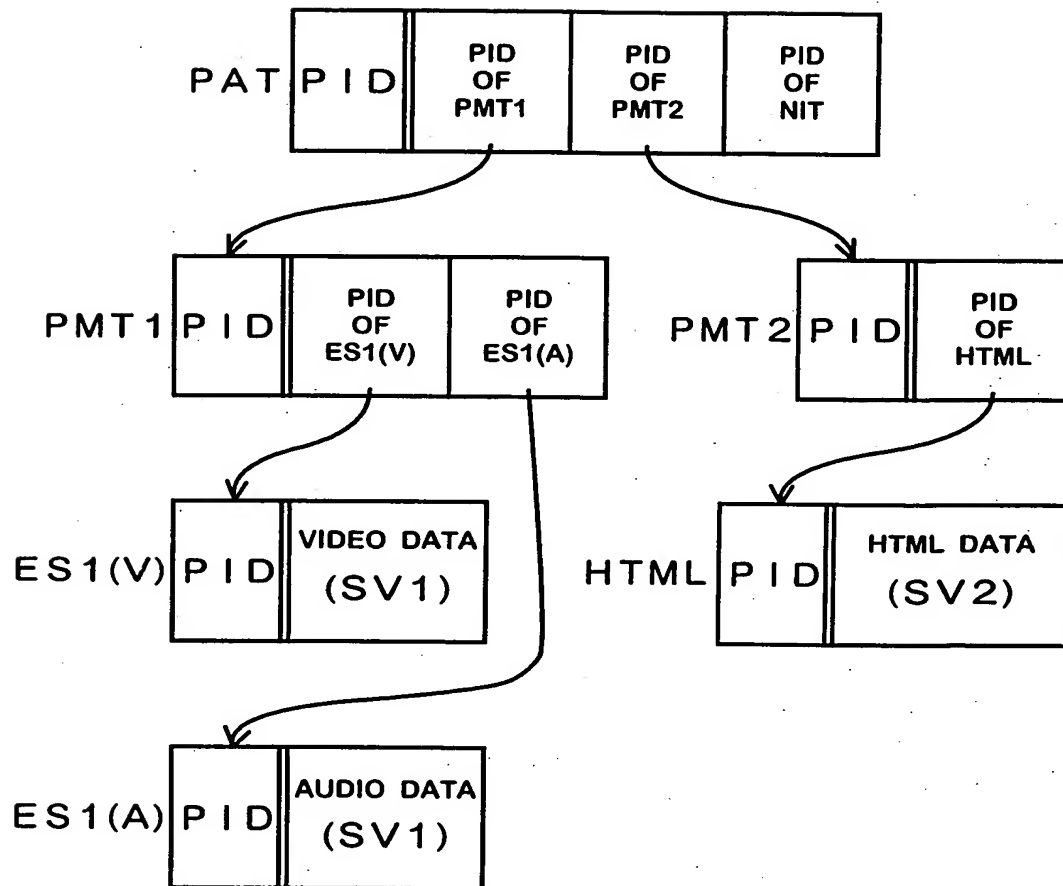 PAT
PID
PID
OF
PMT1
PID
OF
PMT2
PID
OF
NIT
PMT1
PID
PID
OF
ES1(V)
PID
OF
ES1(A)
PMT2
PID
PID
OF
HTML
ES1(V)
PID
VIDEO DATA
(SV1)
HTML
PID
HTML DATA
(SV2)
ES1(A)
PID
AUDIO DATA
(SV1)